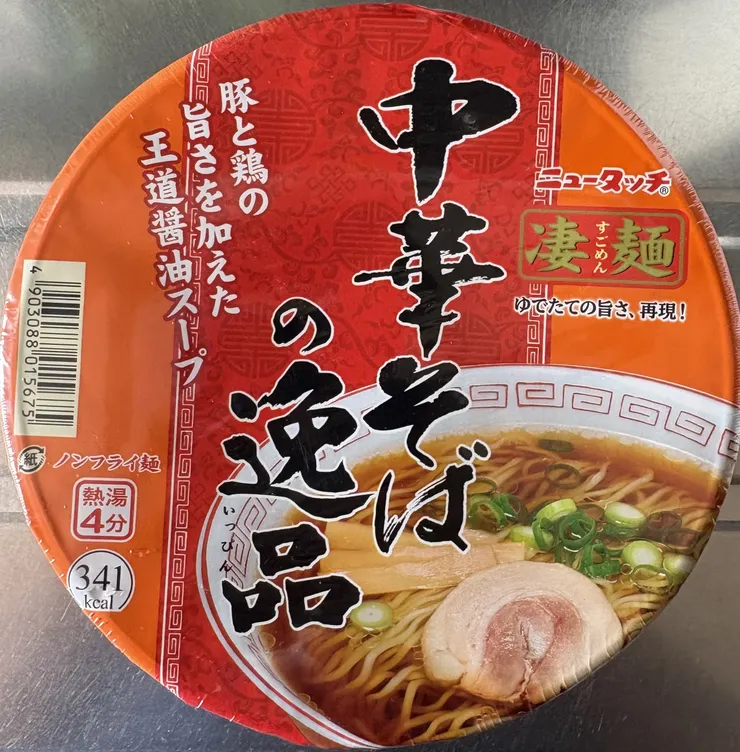 中華そば
の逸品
いっぴん
豚と鶏の
旨さを加えた
王道醤油スープ
ニュータッチ®
凄麺
すごめん
ゆでたての旨さ、再現!
4 903088 015675
紙
ノンフライ麺
熱湯
4分
341
kcal